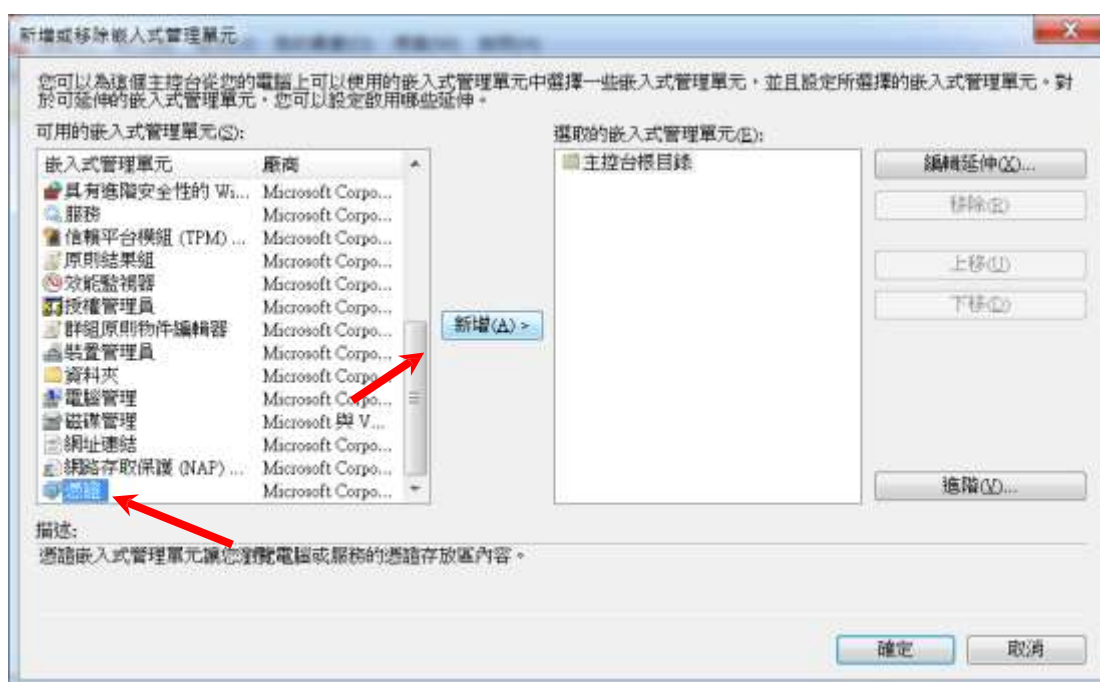 新增或移除嵌入式管理單元
您可以為這個主控台從您的電腦上可以使用的嵌入式管理單元中選擇一些嵌入式管理單元，並且設定所選擇的嵌入式管理單元。對
於可延伸的嵌入式管理單元，您可以設定啟用哪些延伸。
可用的嵌入式管理單元(S):
選取的嵌入式管理單元(E):
嵌入式管理單元 廠商
具有進階安全性的 Wi... Microsoft Corpo...
服務 Microsoft Corpo...
信賴平台模組 (TPM) ... Microsoft Corpo...
原則結果組 Microsoft Corpo...
效能監視器 Microsoft Corpo...
授權管理員 Microsoft Corpo...
群組原則物件編輯器 Microsoft Corpo...
裝置管理員 Microsoft Corpo...
資料夾 Microsoft Corpo...
電腦管理 Microsoft Corpo...
磁碟管理 Microsoft 與 V...
網址連結 Microsoft Corpo...
網路存取保護 (NAP) ... Microsoft Corpo...
憑證 Microsoft Corpo...
新增(A) >
主控台根目錄
編輯延伸(X)...
移除(R)
上移(U)
下移(D)
進階(V)...
描述:
憑證嵌入式管理單元讓您瀏覽電腦或服務的憑證存放區內容。
確定
取消